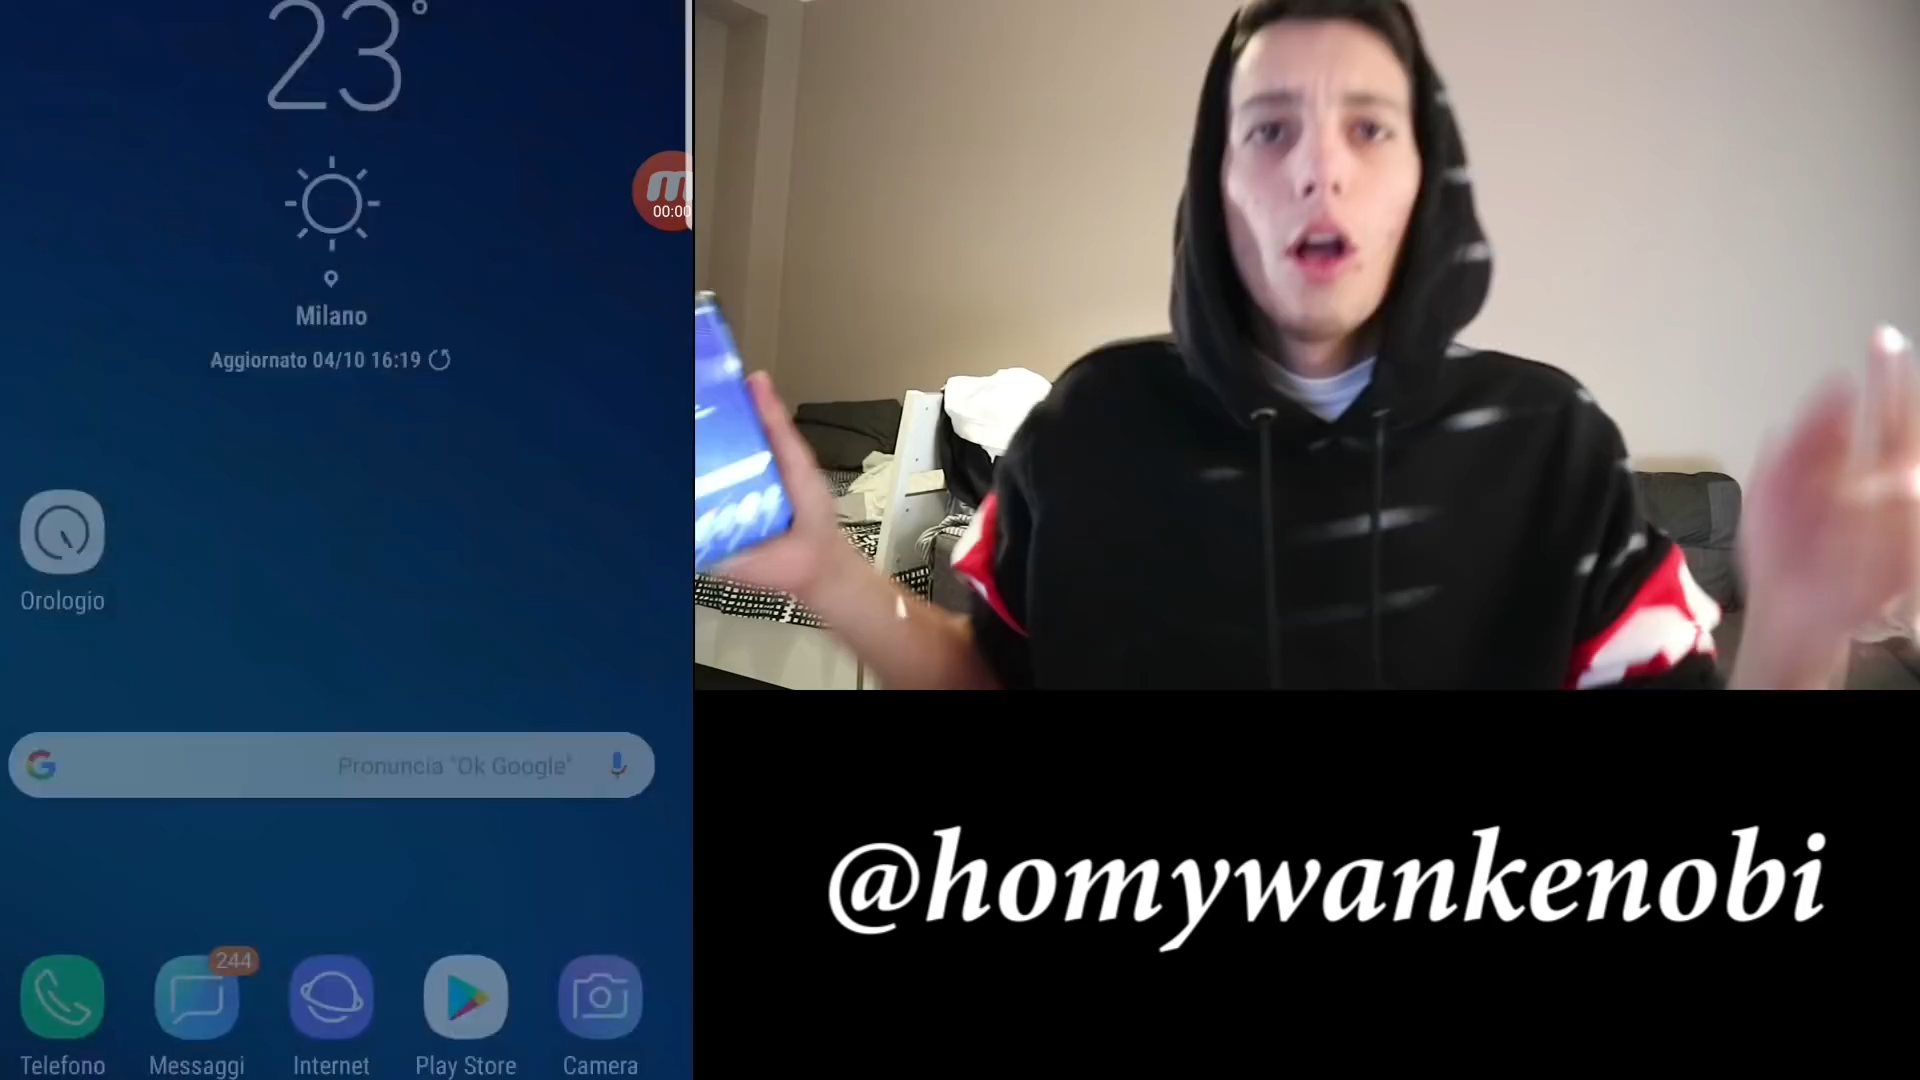 23°
m
00:00
Milano
Aggiornato 04/10 16:19
Orologio
G
Pronuncia "Ok Google"
244
Telefono
Messaggi
Internet
Play Store
Camera
@homywankenobi